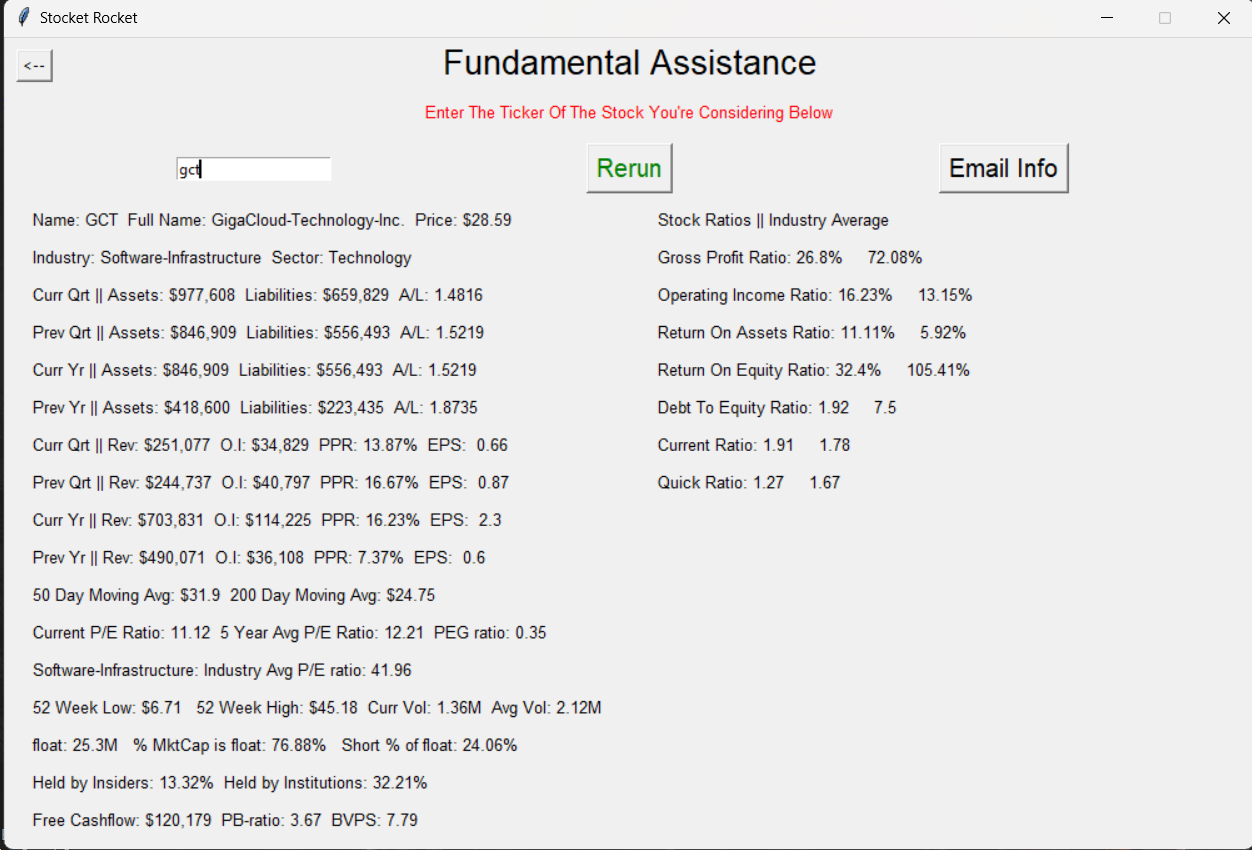 Stocket Rocket
<--
Fundamental Assistance
Enter The Ticker Of The Stock You're Considering Below
gct
Rerun
Email Info
Name: GCT  Full Name: GigaCloud-Technology-Inc.  Price: $28.59
Industry: Software-Infrastructure  Sector: Technology
Curr Qrt || Assets: $977,608  Liabilities: $659,829  A/L: 1.4816
Prev Qrt || Assets: $846,909  Liabilities: $556,493  A/L: 1.5219
Curr Yr || Assets: $846,909  Liabilities: $556,493  A/L: 1.5219
Prev Yr || Assets: $418,600  Liabilities: $223,435  A/L: 1.8735
Curr Qrt || Rev: $251,077  O.I: $34,829  PPR: 13.87%  EPS:  0.66
Prev Qrt || Rev: $244,737  O.I: $40,797  PPR: 16.67%  EPS:  0.87
Curr Yr || Rev: $703,831  O.I: $114,225  PPR: 16.23%  EPS:  2.3
Prev Yr || Rev: $490,071  O.I: $36,108  PPR: 7.37%  EPS:  0.6
50 Day Moving Avg: $31.9  200 Day Moving Avg: $24.75
Current P/E Ratio: 11.12  5 Year Avg P/E Ratio: 12.21  PEG ratio: 0.35
Software-Infrastructure: Industry Avg P/E ratio: 41.96
52 Week Low: $6.71   52 Week High: $45.18  Curr Vol: 1.36M  Avg Vol: 2.12M
float: 25.3M   % MktCap is float: 76.88%   Short % of float: 24.06%
Held by Insiders: 13.32%  Held by Institutions: 32.21%
Free Cashflow: $120,179  PB-ratio: 3.67  BVPS: 7.79
Stock Ratios || Industry Average
Gross Profit Ratio: 26.8%     72.08%
Operating Income Ratio: 16.23%     13.15%
Return On Assets Ratio: 11.11%     5.92%
Return On Equity Ratio: 32.4%     105.41%
Debt To Equity Ratio: 1.92     7.5
Current Ratio: 1.91     1.78
Quick Ratio: 1.27     1.67